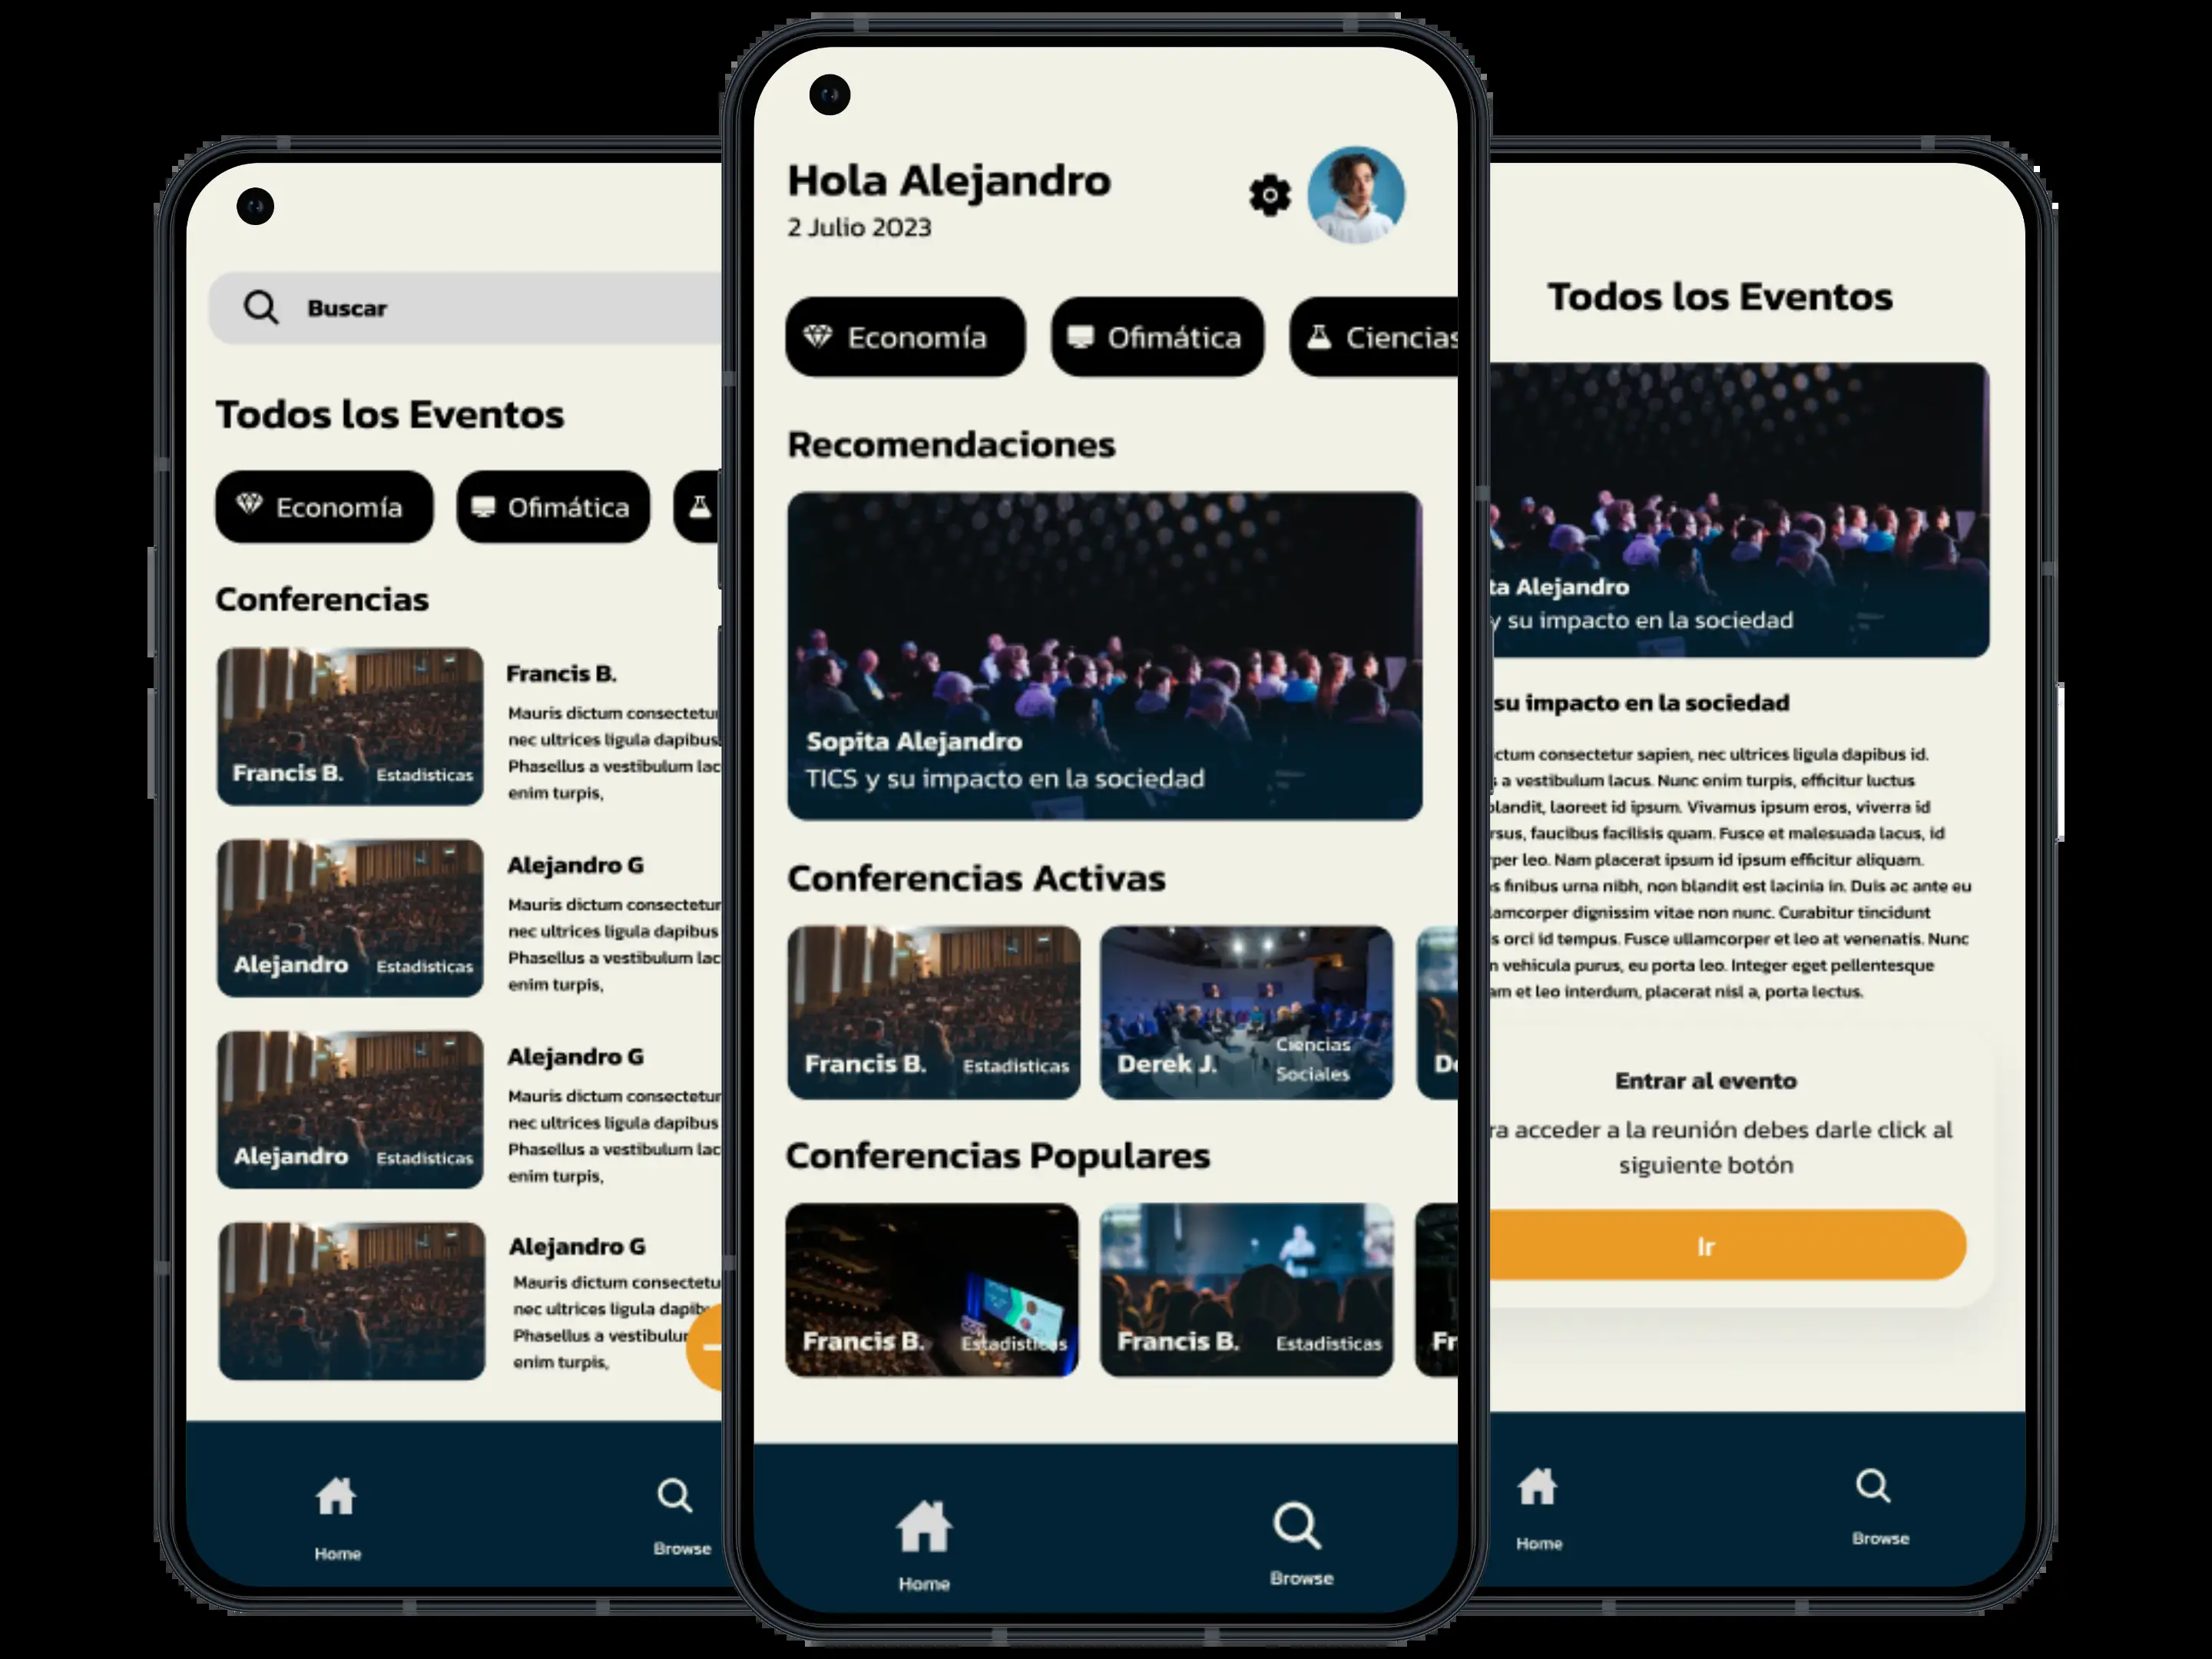 Buscar
Todos los Eventos
Economía
Ofimática
Conferencias
Francis B.
Estadisticas
Francis B.
Mauris dictum consectetur
nec ultrices ligula dapibus
Phasellus a vestibulum lac
enim turpis,
Alejandro
Estadisticas
Alejandro G
Mauris dictum consectetur
nec ultrices ligula dapibus
Phasellus a vestibulum lac
enim turpis,
Alejandro
Estadisticas
Alejandro G
Mauris dictum consectetur
nec ultrices ligula dapibus
Phasellus a vestibulum lac
enim turpis,
Alejandro G
Mauris dictum consectetu
nec ultrices ligula dapib
Phasellus a vestibulur
enim turpis,
Home
Browse
Hola Alejandro
2 Julio 2023
Economía
Ofimática
Ciencias
Recomendaciones
Sopita Alejandro
TICS y su impacto en la sociedad
Conferencias Activas
Francis B.
Estadisticas
Derek J.
Ciencias
Sociales
De
Conferencias Populares
Francis B.
Estadisticas
Francis B.
Estadisticas
Fr
Home
Browse
Todos los Eventos
ta Alejandro
y su impacto en la sociedad
su impacto en la sociedad
ctum consectetur sapien, nec ultrices ligula dapibus id.
s a vestibulum lacus. Nunc enim turpis, efficitur luctus
blandit, laoreet id ipsum. Vivamus ipsum eros, viverra id
rsus, faucibus facilisis quam. Fusce et malesuada lacus, id
per leo. Nam placerat ipsum id ipsum efficitur aliquam.
s finibus urna nibh, non blandit est lacinia in. Duis ac ante eu
lamcorper dignissim vitae non nunc. Curabitur tincidunt
s orci id tempus. Fusce ullamcorper et leo at venenatis. Nunc
n vehicula purus, eu porta leo. Integer eget pellentesque
am et leo interdum, placerat nisl a, porta lectus.
Entrar al evento
ra acceder a la reunión debes darle click al
siguiente botón
Ir
Home
Browse